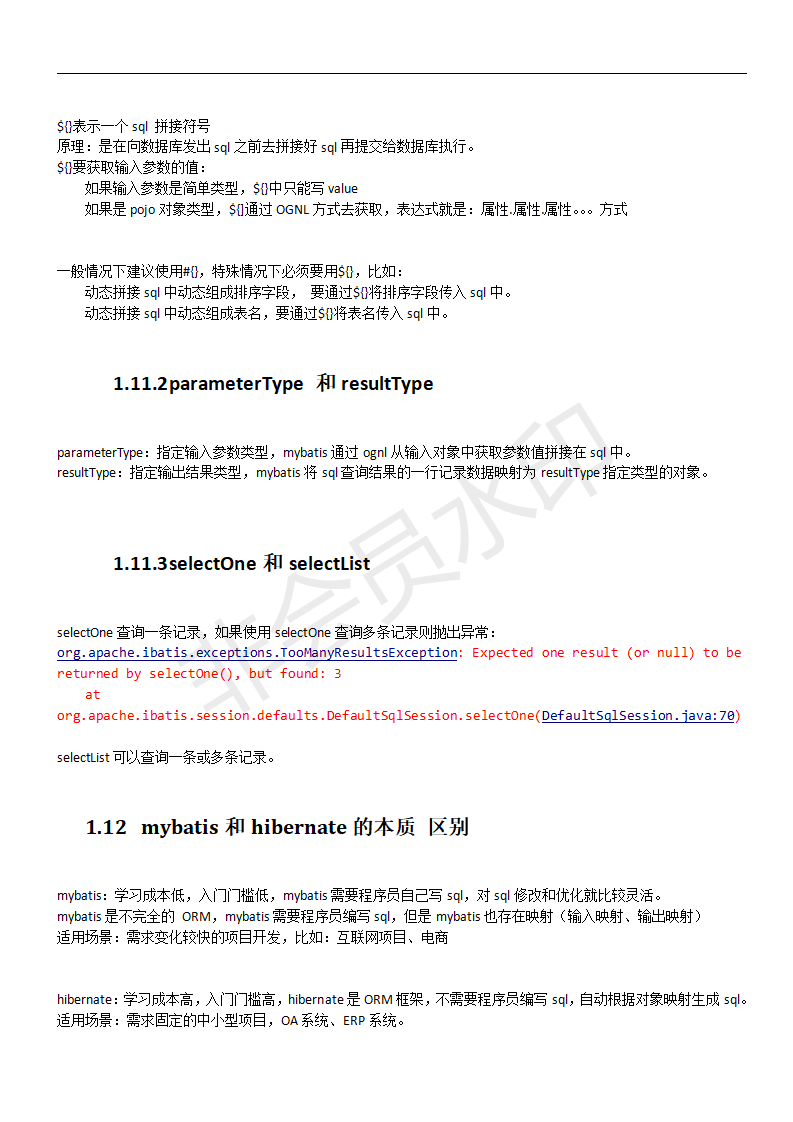 ${}表示一个 sql 拼接符号
原理：是在向数据库发出 sql 之前去拼接好 sql 再提交给数据库执行。
${}要获取输入参数的值：
如果输入参数是简单类型，${}中只能写 value
如果是 pojo 对象类型，${}通过 OGNL 方式去获取，表达式就是：属性.属性.属性。。。方式
一般情况下建议使用#{}，特殊情况下必须要用${}，比如：
动态拼接 sql 中动态组成排序字段， 要通过${}将排序字段传入 sql 中。
动态拼接 sql 中动态组成表名，要通过${}将表名传入 sql 中。
1.11.2parameterType 和 resultType
parameterType：指定输入参数类型，mybatis 通过 ognl 从输入对象中获取参数值拼接在 sql 中。
resultType：指定输出结果类型，mybatis 将 sql 查询结果的一行记录数据映射为 resultType 指定类型的对象。
1.11.3selectOne 和 selectList
selectOne 查询一条记录，如果使用 selectOne 查询多条记录则抛出异常：
org.apache.ibatis.exceptions.TooManyResultsException: Expected one result (or null) to be
returned by selectOne(), but found: 3
at
org.apache.ibatis.session.defaults.DefaultSqlSession.selectOne(DefaultSqlSession.java:70)
selectList 可以查询一条或多条记录。
1.12 mybatis 和 hibernate 的本质 区别
mybatis：学习成本低，入门门槛低，mybatis 需要程序员自己写 sql，对 sql 修改和优化就比较灵活。
mybatis 是不完全的 ORM，mybatis 需要程序员编写 sql，但是 mybatis 也存在映射（输入映射、输出映射）
适用场景：需求变化较快的项目开发，比如：互联网项目、电商
hibernate：学习成本高，入门门槛高，hibernate 是 ORM 框架，不需要程序员编写 sql，自动根据对象映射生成 sql。
适用场景：需求固定的中小型项目，OA 系统、ERP 系统。
非会员水印